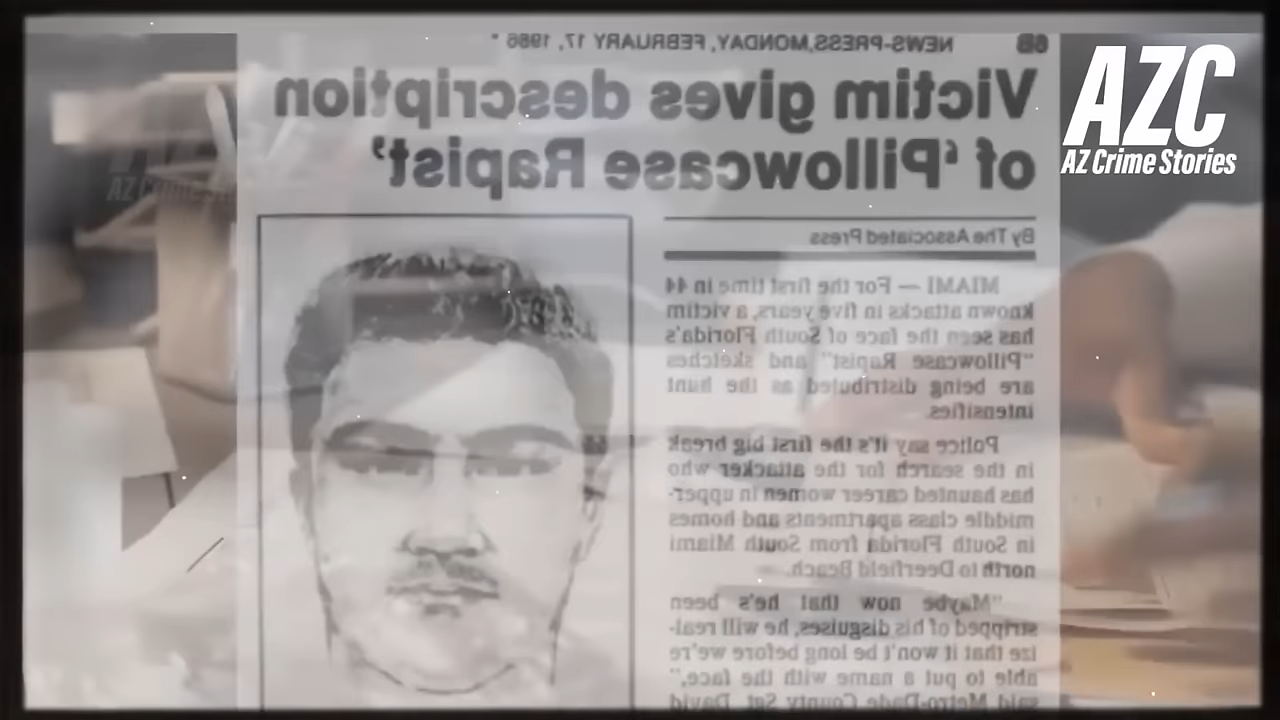 6B
NEWS-PRESS, MONDAY, FEBRUARY 17, 1986
Victim gives description
of ‘Pillowcase Rapist’
By The Associated Press
MIAMI — For the first time in 44
known attacks in five years, a victim
has seen the face of South Florida's
"Pillowcase Rapist" and sketches
are being distributed as the hunt
intensifies.
Police say it's the first big break
in the search for the attacker who
has haunted career women in upper-
middle class apartments and homes
in South Florida from South Miami
north to Deerfield Beach.
"Maybe now that he's been
stripped of his disguises, he will real-
ize that it won't be long before we're
able to put a name with the face,"
said Metro-Dade County Sgt. David
AZC
AZ Crime Stories
AZ Crime